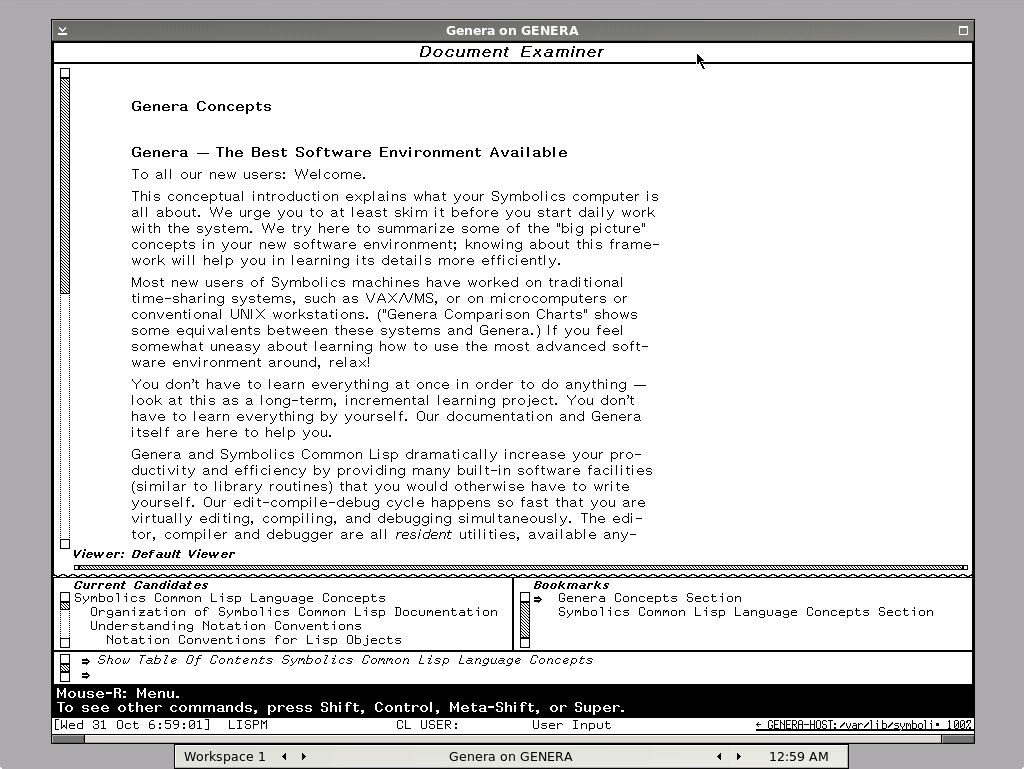 Genera on GENERA
Document Examiner
Genera Concepts
Genera — The Best Software Environment Available
To all our new users: Welcome.
This conceptual introduction explains what your Symbolics computer is
all about. We urge you to at least skim it before you start daily work
with the system. We try here to summarize some of the "big picture"
concepts in your new software environment; knowing about this frame-
work will help you in learning its details more efficiently.
Most new users of Symbolics machines have worked on traditional
time-sharing systems, such as VAX/VMS, or on microcomputers or
conventional UNIX workstations. ("Genera Comparison Charts" shows
some equivalents between these systems and Genera.) If you feel
somewhat uneasy about learning how to use the most advanced soft-
ware environment around, relax!
You don't have to learn everything at once in order to do anything —
look at this as a long-term, incremental learning project. You don't
have to learn everything by yourself. Our documentation and Genera
itself are here to help you.
Genera and Symbolics Common Lisp dramatically increase your pro-
ductivity and efficiency by providing many built-in software facilities
(similar to library routines) that you would otherwise have to write
yourself. Our edit-compile-debug cycle happens so fast that you are
virtually editing, compiling, and debugging simultaneously. The edi-
tor, compiler and debugger are all resident utilities, available any-
Viewer: Default Viewer
Current Candidates
Symbolics Common Lisp Language Concepts
Organization of Symbolics Common Lisp Documentation
Understanding Notation Conventions
Notation Conventions for Lisp Objects
Bookmarks
⇒ Genera Concepts Section
Symbolics Common Lisp Language Concepts Section
⇒ Show Table Of Contents Symbolics Common Lisp Language Concepts
⇒
Mouse-R: Menu.
To see other commands, press Shift, Control, Meta-Shift, or Super.
[Wed 31 Oct 6:59:01] LISPM CL USER: User Input ← GENERA-HOST:/var/lib/symboli• 100%
Workspace 1 Genera on GENERA 12:59 AM